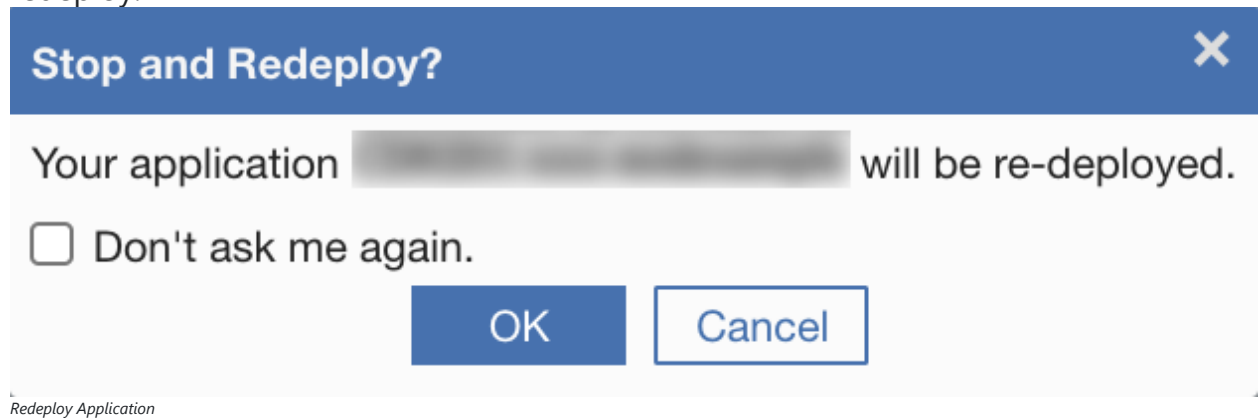 Stop and Redeploy?
Your application will be re-deployed.
Don't ask me again.
OK
Cancel
Redeploy Application